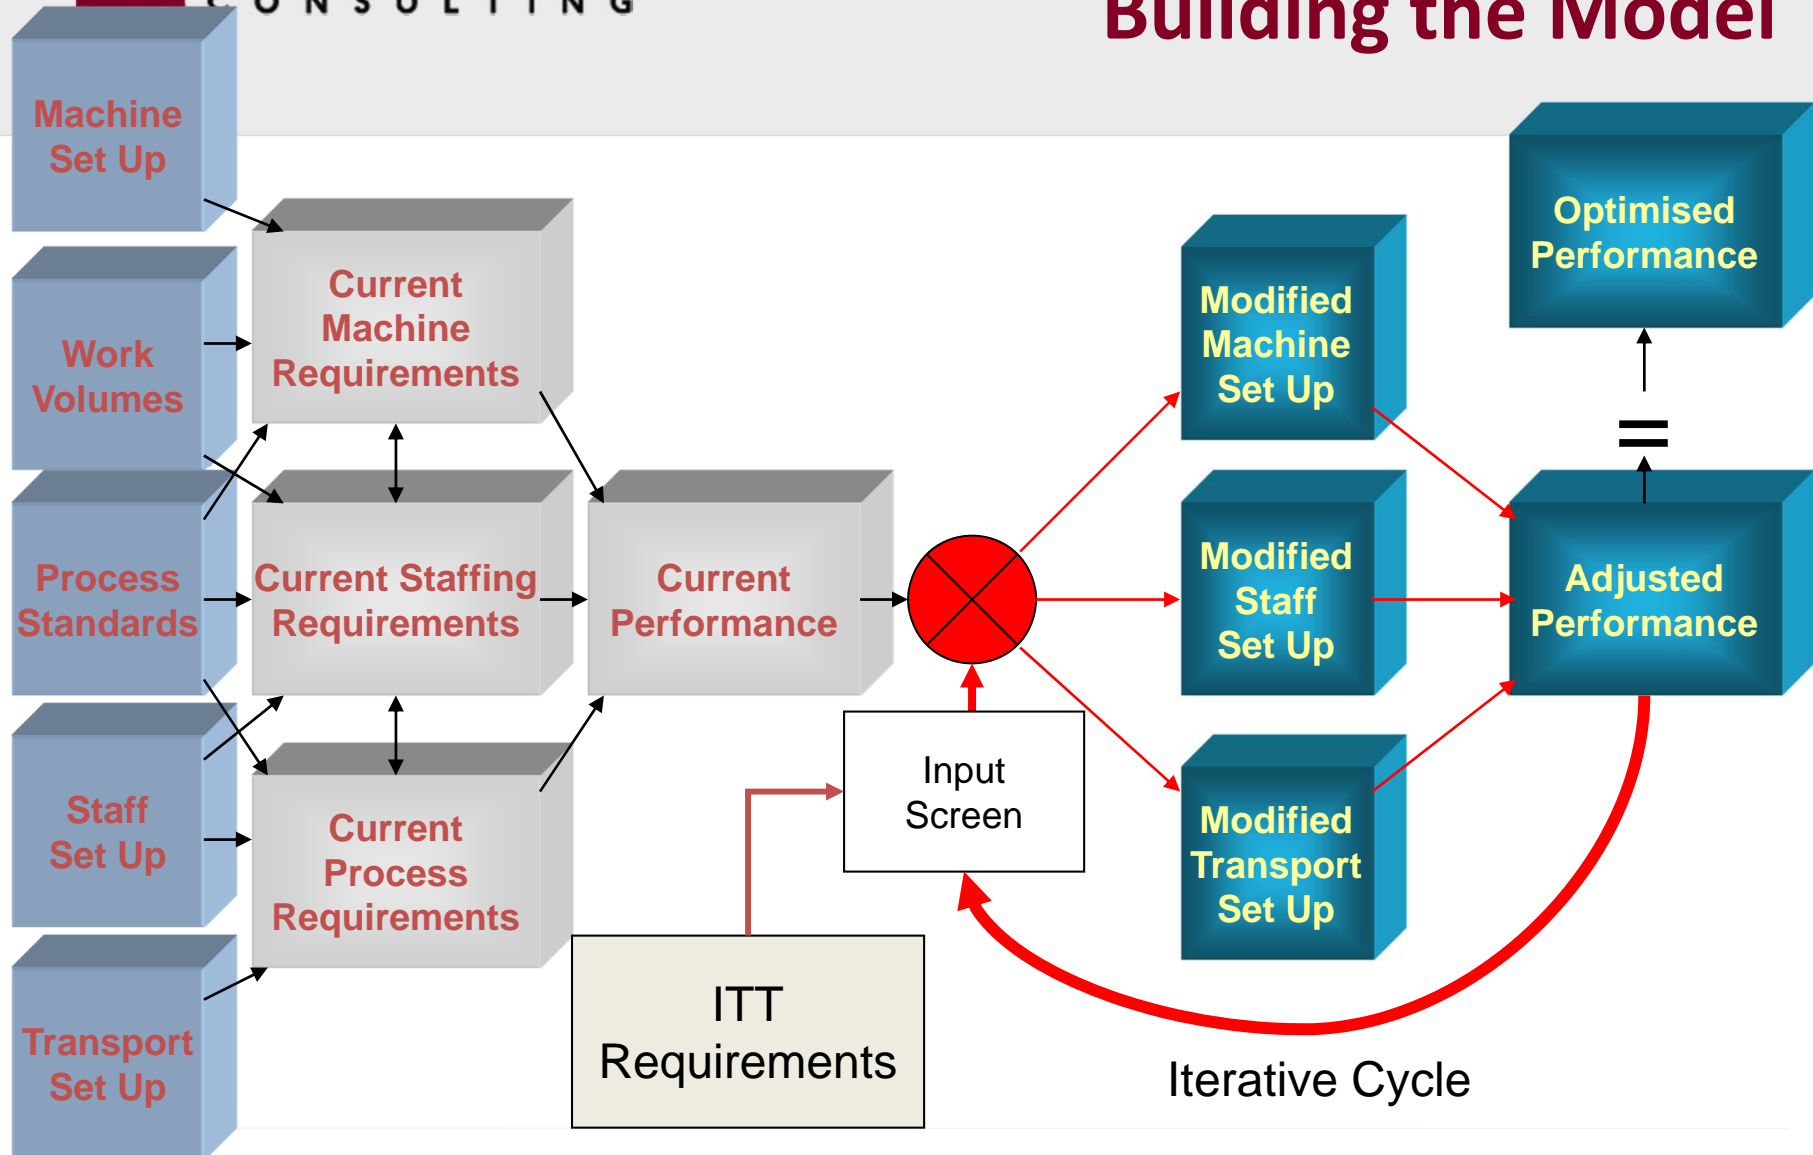 CONSULTING
Building the Model
Machine
Set Up
Work
Volumes
Process
Standards
Staff
Set Up
Transport
Set Up
Current
Machine
Requirements
Current Staffing
Requirements
Current
Process
Requirements
Current
Performance
Input
Screen
ITT
Requirements
Modified
Machine
Set Up
Modified
Staff
Set Up
Modified
Transport
Set Up
Optimised
Performance
=
Adjusted
Performance
Iterative Cycle